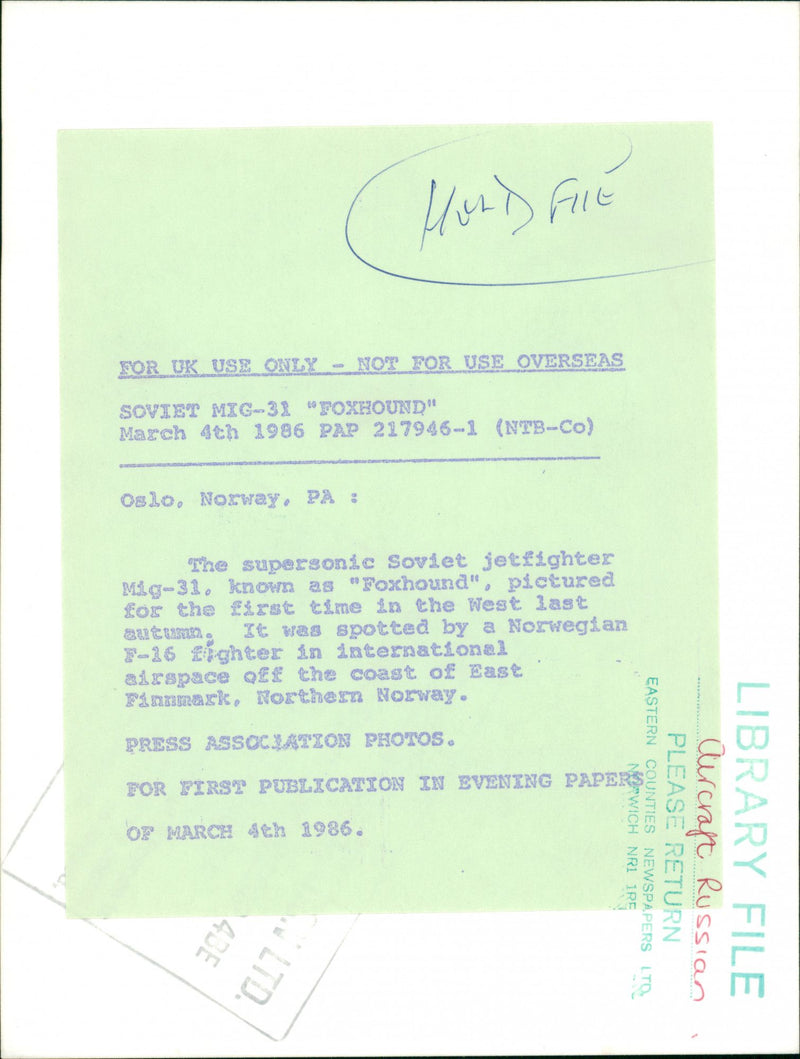 HOLD FILE
FOR UK USE ONLY - NOT FOR USE OVERSEAS
SOVIET MIG-31 "FOXHOUND"
March 4th 1986 PAP 217946-1 (NTB-Co)
Oslo, Norway, PA :
The supersonic Soviet jetfighter
Mig-31, known as "Foxhound", pictured
for the first time in the West last
autumn. It was spotted by a Norwegian
F-16 fighter in international
airspace off the coast of East
Finnmark, Northern Norway.
PRESS ASSOCIATION PHOTOS.
FOR FIRST PUBLICATION IN EVENING PAPERS
OF MARCH 4th 1986.
LIBRARY FILE
Aircraft Russian
PLEASE RETURN
EASTERN COUNTIES NEWSPAPERS LTD.
NORWICH NR1 1RE
LTD.
4BE